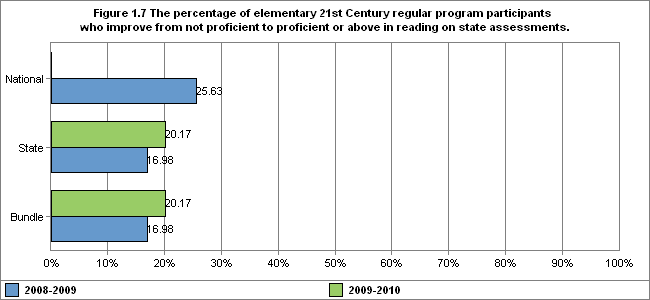 Figure 1.7 The percentage of elementary 21st Century regular program participants
who improve from not proficient to proficient or above in reading on state assessments.
National
25.63
20.17
State
16.98
20.17
Bundle
16.98
0% 10% 20% 30% 40% 50% 60% 70% 80% 90% 100%
2008-2009 2009-2010